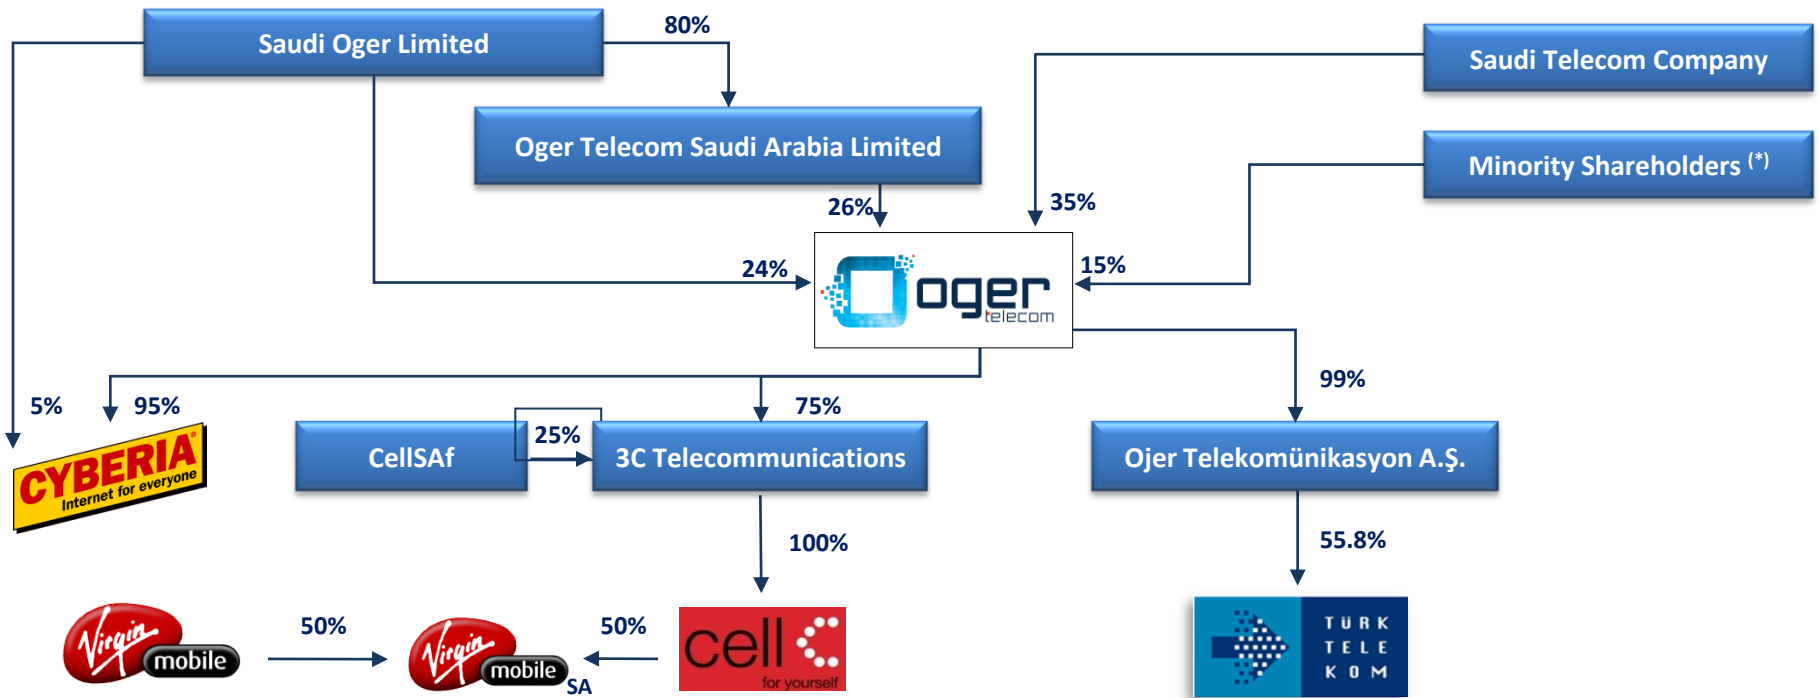 Saudi Oger Limited
80%
Saudi Telecom Company
Oger Telecom Saudi Arabia Limited
Minority Shareholders (*)
26%
35%
24%
15%
oger
telecom
5%
95%
75%
99%
CYBERIA®
Internet for everyone
CellSAf
25%
3C Telecommunications
Ojer Telekomünikasyon A.Ş.
100%
55.8%
Virgin
mobile
50%
Virgin
mobile
SA
50%
cell C
for yourself
TÜRK
TELE
KOM